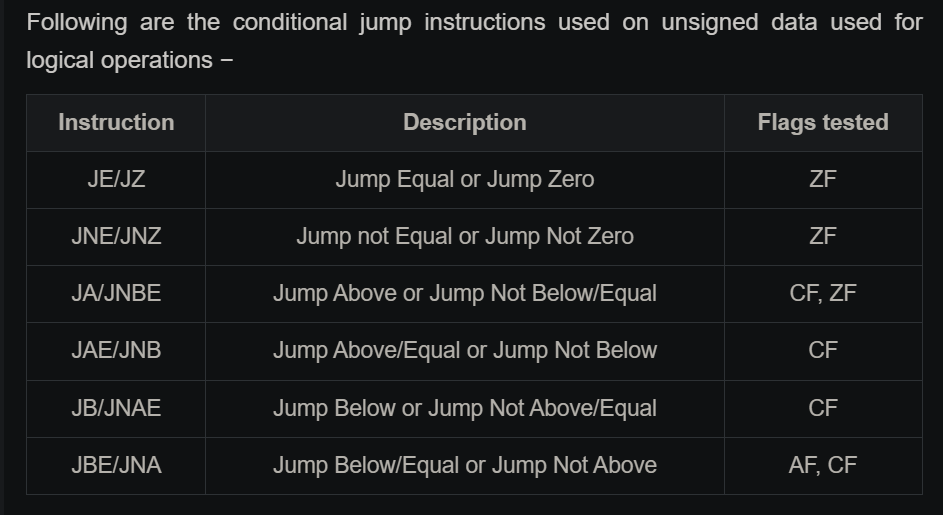 Following are the conditional jump instructions used on unsigned data used for
logical operations −
Instruction Description Flags tested
JE/JZ Jump Equal or Jump Zero ZF
JNE/JNZ Jump not Equal or Jump Not Zero ZF
JA/JNBE Jump Above or Jump Not Below/Equal CF, ZF
JAE/JNB Jump Above/Equal or Jump Not Below CF
JB/JNAE Jump Below or Jump Not Above/Equal CF
JBE/JNA Jump Below/Equal or Jump Not Above AF, CF